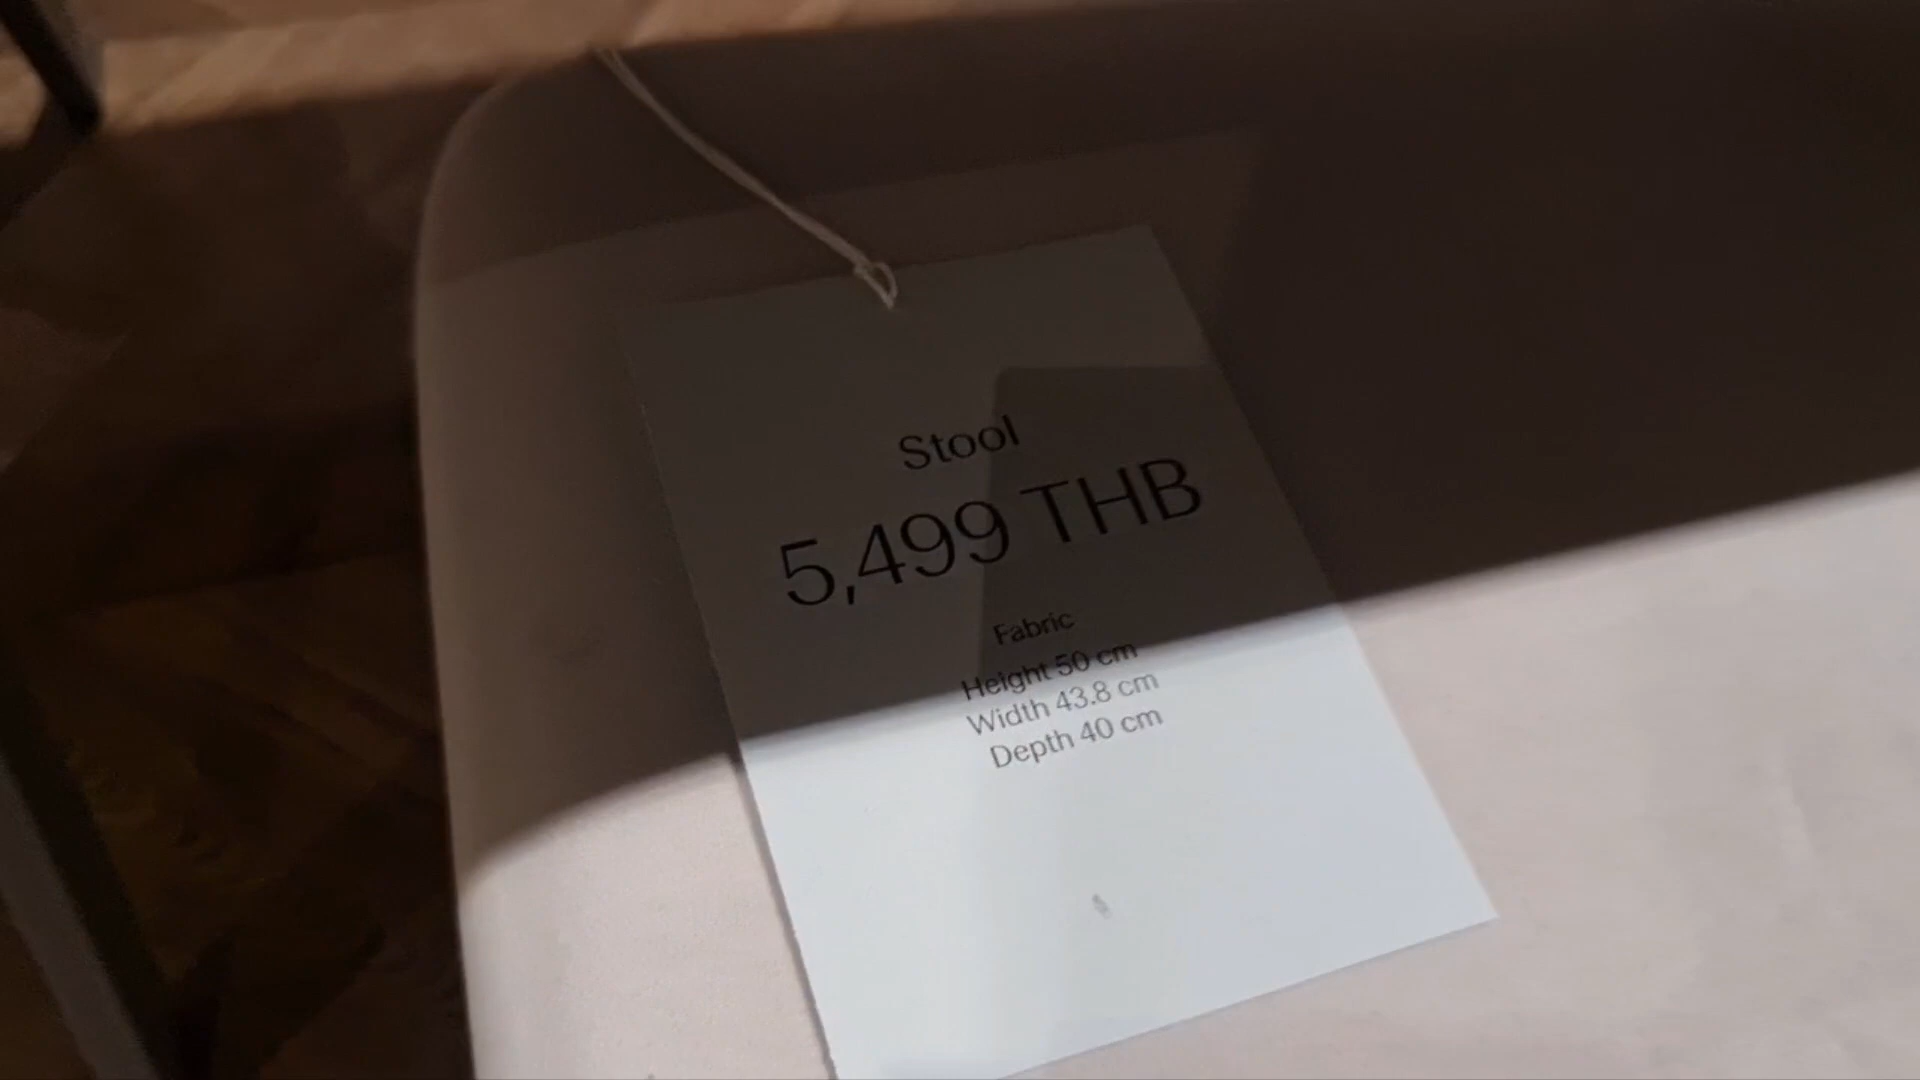 Stool
5,499 THB
Fabric
Height 50 cm
Width 43.8 cm
Depth 40 cm